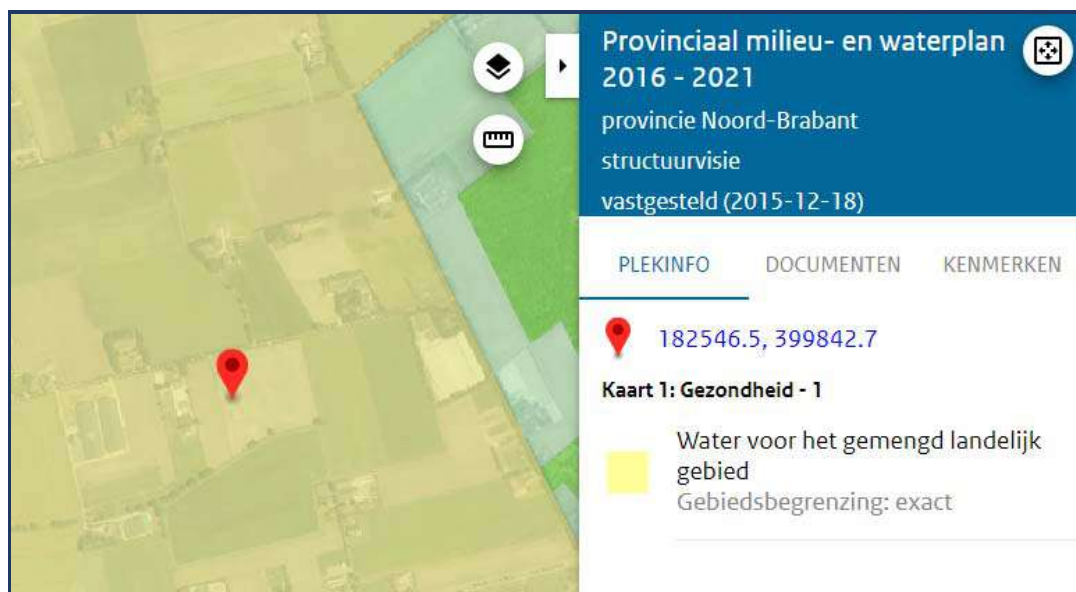 Provinciaal milieu- en waterplan
2016 - 2021
provincie Noord-Brabant
structuurvisie
vastgesteld (2015-12-18)
PLEKINFO DOCUMENTEN KENMERKEN
182546.5, 399842.7
Kaart 1: Gezondheid - 1
Water voor het gemengd landelijk
gebied
Gebiedsbegrenzing: exact